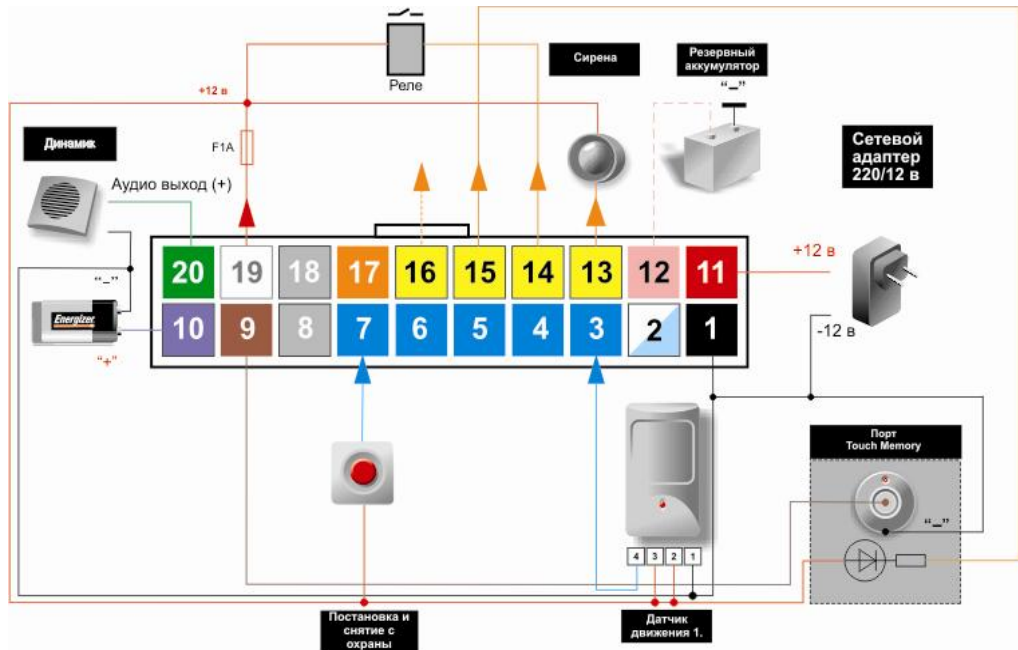 Реле
Сирена
Резервный
аккумулятор
“–”
+12 в
Динамик
F1A
Сетевой
адаптер
220/12 в
Аудио выход (+)
20 19 18 17 16 15 14 13 12 11
+12 в
“–”
Energizer
10 9 8 7 6 5 4 3 2 1
-12 в
“+”
Порт
Touch Memory
“–”
4 3 2 1
Постановка и
снятие с
охраны
Датчик
движения 1.